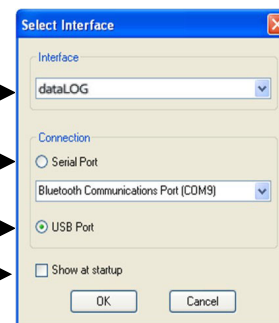 Select Interface
Interface
dataLOG
Connection
Serial Port
Bluetooth Communications Port (COM9)
USB Port
Show at startup
OK Cancel